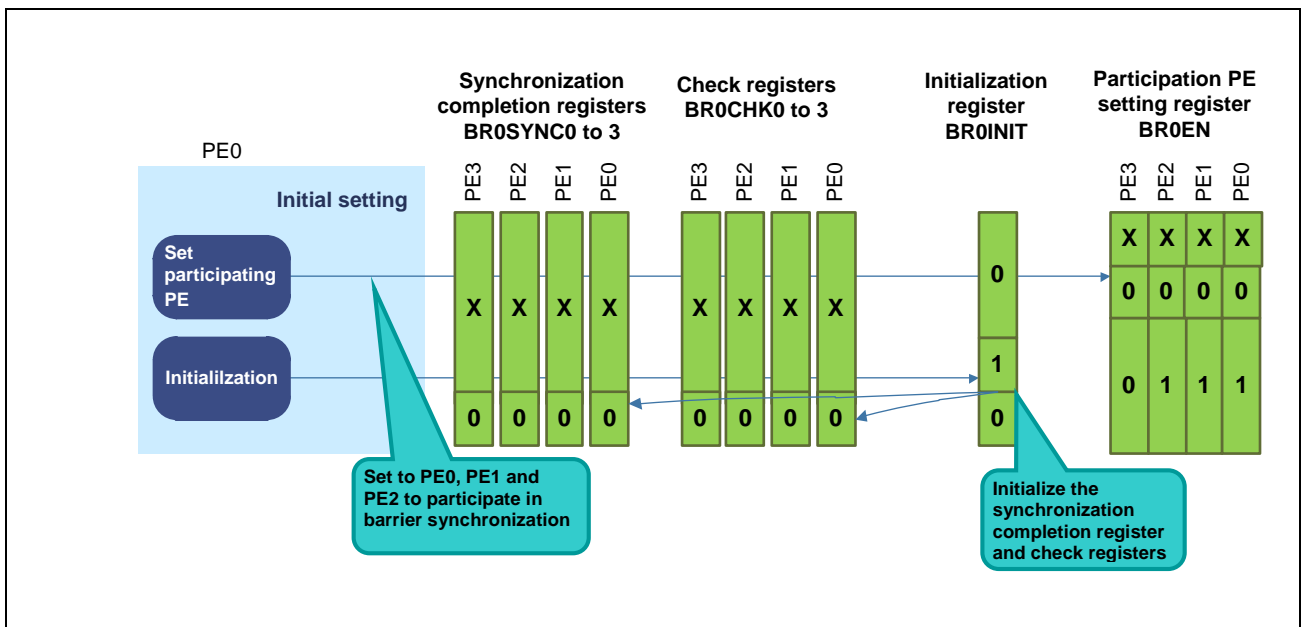 Synchronization
completion registers
BR0SYNC0 to 3
Check registers
BR0CHK0 to 3
Initialization
register
BR0INIT
Participation PE
setting register
BR0EN
PE0
PE3 PE2 PE1 PE0
PE3 PE2 PE1 PE0
PE3 PE2 PE1 PE0
Initial setting
Set
participating
PE
Initialilzation
X X X X
0 0 0 0
X X X X
0 0 0 0
0
1
0
X X X X
0 0 0 0
0 1 1 1
Set to PE0, PE1 and
PE2 to participate in
barrier synchronization
Initialize the
synchronization
completion register
and check registers